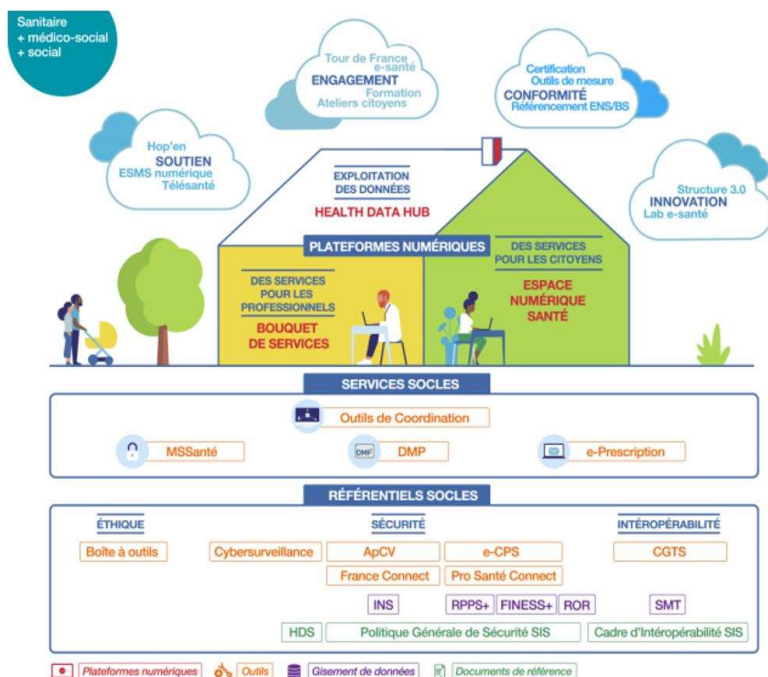 Sanitaire
+ médico-social
+ social
Tour de France
e-santé
ENGAGEMENT
Formation
Ateliers citoyens
Certification
Outils de mesure
CONFORMITÉ
Référencement ENS/BS
Hop'en
SOUTIEN
ESMS numérique
Télésanté
Structure 3.0
INNOVATION
Lab e-santé
EXPLOITATION
DES DONNÉES
HEALTH DATA HUB
PLATEFORMES NUMÉRIQUES
DES SERVICES
POUR LES CITOYENS
ESPACE
NUMÉRIQUE
SANTÉ
DES SERVICES
POUR LES
PROFESSIONNELS
BOUQUET
DE SERVICES
SERVICES SOCLES
Outils de Coordination
MSSanté
DMP DMP
e-Prescription
RÉFÉRENTIELS SOCLES
ÉTHIQUE
SÉCURITÉ
INTÉROPÉRABILITÉ
Boîte à outils
Cybersurveillance
ApCV
e-CPS
CGTS
France Connect
Pro Santé Connect
INS
RPPS+
FINESS+
ROR
SMT
HDS
Politique Générale de Sécurité SIS
Cadre d'Intéropérabilité SIS
Plateformes numériques
Outils
Gisement de données
Documents de référence